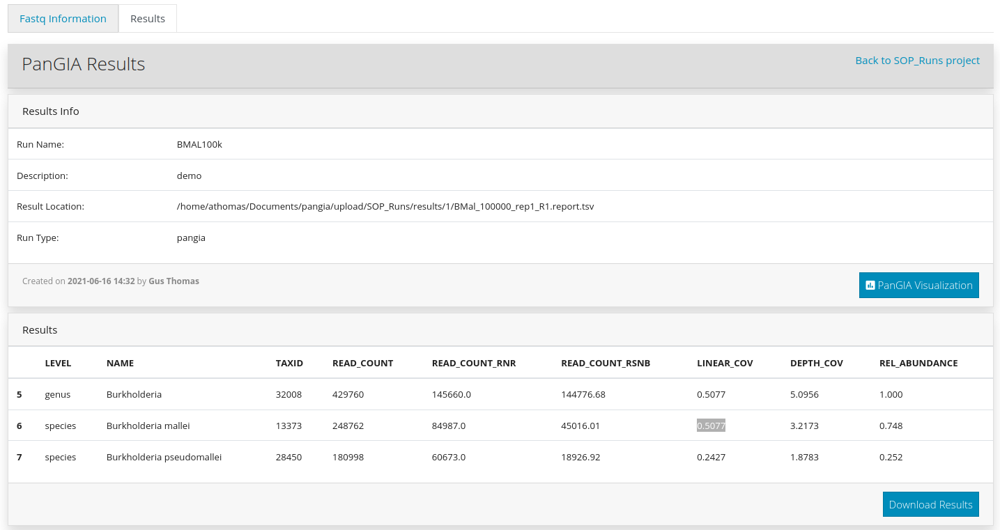 Fastq Information Results
PanGIA Results Back to SOP_Runs project
Results Info
Run Name: BMAL100k
Description: demo
Result Location: /home/athomas/Documents/pangia/upload/SOP_Runs/results/1/BMal_100000_rep1_R1.report.tsv
Run Type: pangia
Created on 2021-06-16 14:32 by Gus Thomas PanGIA Visualization
Results
LEVEL NAME TAXID READ_COUNT READ_COUNT_RNR READ_COUNT_RSNB LINEAR_COV DEPTH_COV REL_ABUNDANCE
5 genus Burkholderia 32008 429760 145660.0 144776.68 0.5077 5.0956 1.000
6 species Burkholderia mallei 13373 248762 84987.0 45016.01 0.5077 3.2173 0.748
7 species Burkholderia pseudomallei 28450 180998 60673.0 18926.92 0.2427 1.8783 0.252
Download Results